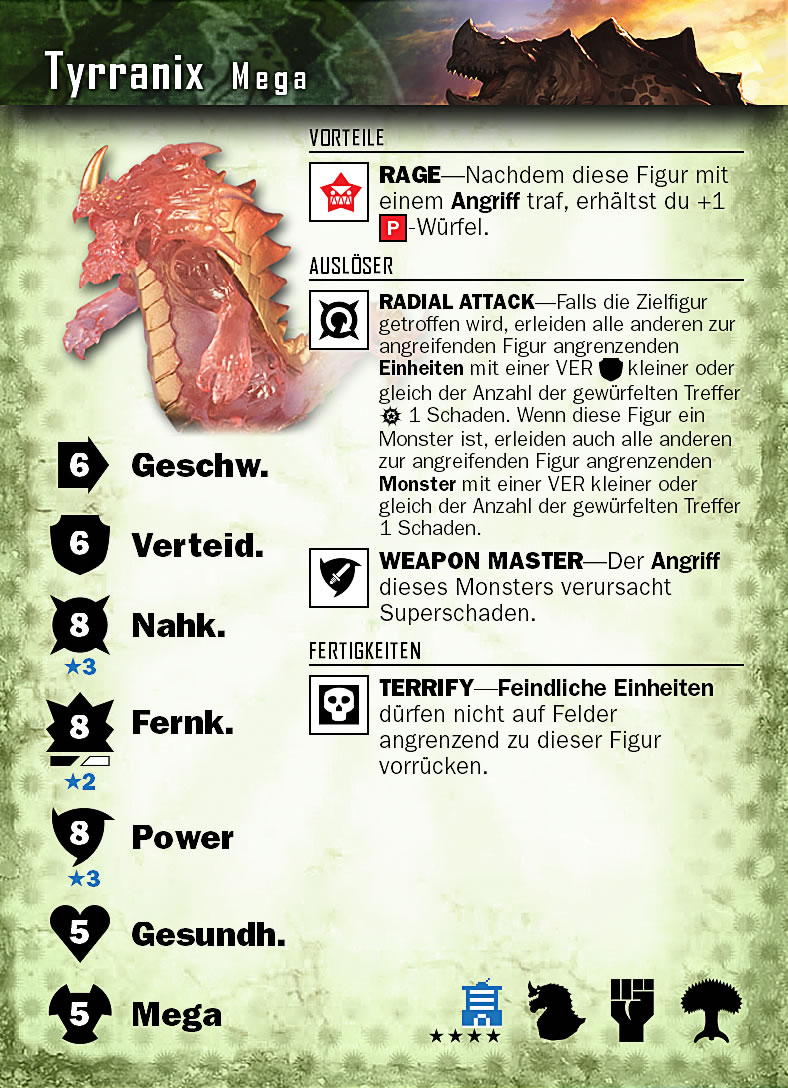 Tyrranix Mega
VORTEILE
RAGE—Nachdem diese Figur mit
einem Angriff traf, erhältst du +1
P-Würfel.
AUSLÖSER
RADIAL ATTACK—Falls die Zielfigur
getroffen wird, erleiden alle anderen zur
angreifenden Figur angrenzenden
Einheiten mit einer VER kleiner oder
gleich der Anzahl der gewürfelten Treffer
1 Schaden. Wenn diese Figur ein
Monster ist, erleiden auch alle anderen
zur angreifenden Figur angrenzenden
Monster mit einer VER kleiner oder
gleich der Anzahl der gewürfelten Treffer
1 Schaden.
WEAPON MASTER—Der Angriff
dieses Monsters verursacht
Superschaden.
FERTIGKEITEN
TERRIFY—Feindliche Einheiten
dürfen nicht auf Felder
angrenzend zu dieser Figur
vorrücken.
6 Geschw.
6 Verteid.
8 Nahk.
★3
8 Fernk.
★2
8 Power
★3
5 Gesundh.
5 Mega
★★★★